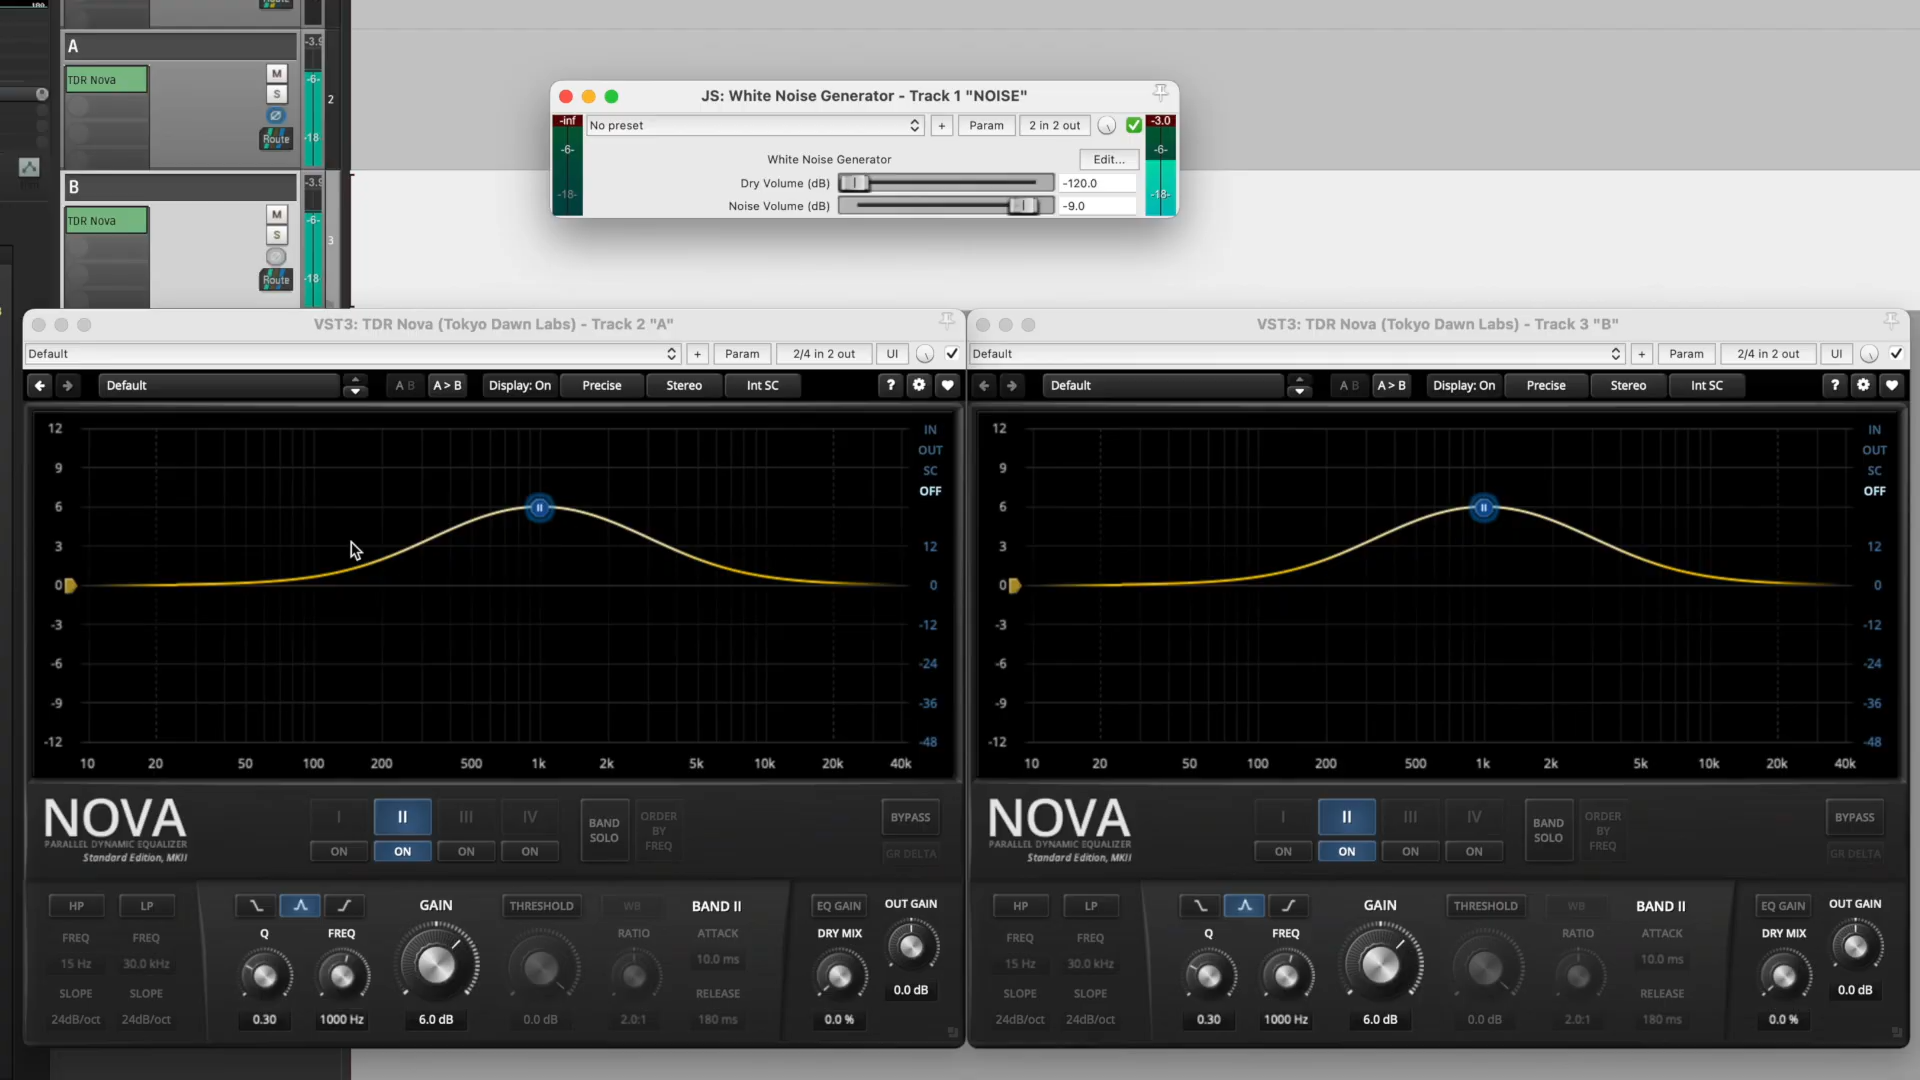 A
-3.9
TDR Nova
M
-6-
S
2
Route
-18
B
-3.9
TDR Nova
M
-6-
S
3
Route
-18
JS: White Noise Generator - Track 1 "NOISE"
-inf
No preset
+
Param
2 in 2 out
-3.0
-6-
-6-
White Noise Generator
Edit...
Dry Volume (dB)
-120.0
-18-
-18-
Noise Volume (dB)
-9.0
VST3: TDR Nova (Tokyo Dawn Labs) - Track 2 "A"
Default
+
Param
2/4 in 2 out
UI
Default
A B
A > B
Display: On
Precise
Stereo
Int SC
?
12
9
6
3
0
-3
-6
-9
-12
IN
OUT
SC
OFF
12
0
-12
-24
-36
-48
II
10 20 50 100 200 500 1k 2k 5k 10k 20k 40k
NOVA
PARALLEL DYNAMIC EQUALIZER
Standard Edition, MKII
I II III IV
ON ON ON ON
BAND
SOLO
ORDER
BY
FREQ
BYPASS
GR DELTA
HP LP
FREQ FREQ
15 Hz 30.0 kHz
SLOPE SLOPE
24dB/oct 24dB/oct
Q FREQ GAIN
0.30 1000 Hz 6.0 dB
THRESHOLD
0.0 dB
WB
RATIO
2.0:1
BAND II
ATTACK
10.0 ms
RELEASE
180 ms
EQ GAIN
DRY MIX
0.0 %
OUT GAIN
0.0 dB
VST3: TDR Nova (Tokyo Dawn Labs) - Track 3 "B"
Default
+
Param
2/4 in 2 out
UI
Default
A B
A > B
Display: On
Precise
Stereo
Int SC
?
12
9
6
3
0
-3
-6
-9
-12
IN
OUT
SC
OFF
12
0
-12
-24
-36
-48
II
10 20 50 100 200 500 1k 2k 5k 10k 20k 40k
NOVA
PARALLEL DYNAMIC EQUALIZER
Standard Edition, MKII
I II III IV
ON ON ON ON
BAND
SOLO
ORDER
BY
FREQ
BYPASS
GR DELTA
HP LP
FREQ FREQ
15 Hz 30.0 kHz
SLOPE SLOPE
24dB/oct 24dB/oct
Q FREQ GAIN
0.30 1000 Hz 6.0 dB
THRESHOLD
0.0 dB
WB
RATIO
2.0:1
BAND II
ATTACK
10.0 ms
RELEASE
180 ms
EQ GAIN
DRY MIX
0.0 %
OUT GAIN
0.0 dB